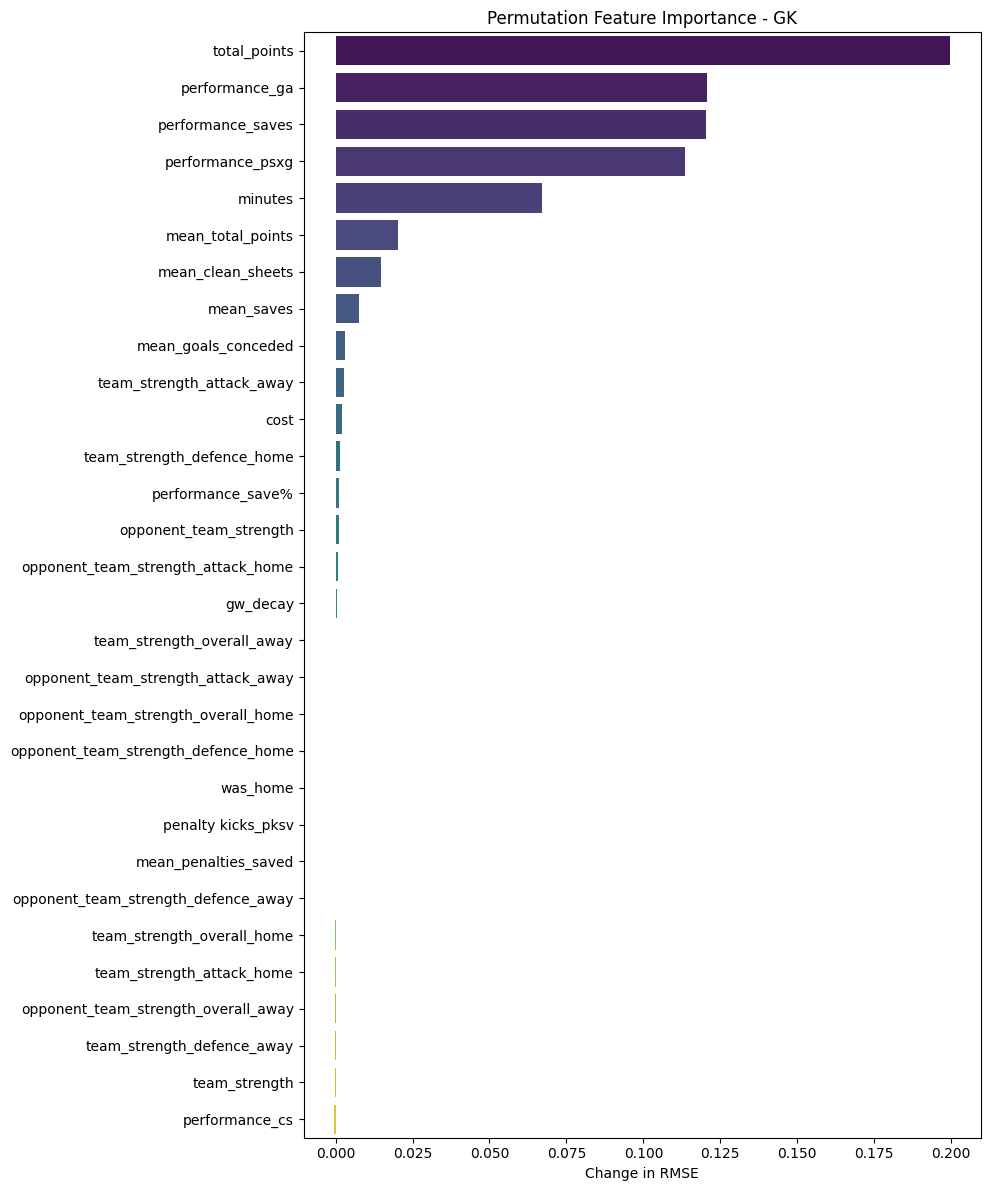 Permutation Feature Importance - GK
total_points
performance_ga
performance_saves
performance_psxg
minutes
mean_total_points
mean_clean_sheets
mean_saves
mean_goals_conceded
team_strength_attack_away
cost
team_strength_defence_home
performance_save%
opponent_team_strength
opponent_team_strength_attack_home
gw_decay
team_strength_overall_away
opponent_team_strength_attack_away
opponent_team_strength_overall_home
opponent_team_strength_defence_home
was_home
penalty kicks_pksv
mean_penalties_saved
opponent_team_strength_defence_away
team_strength_overall_home
team_strength_attack_home
opponent_team_strength_overall_away
team_strength_defence_away
team_strength
performance_cs
0.000 0.025 0.050 0.075 0.100 0.125 0.150 0.175 0.200
Change in RMSE